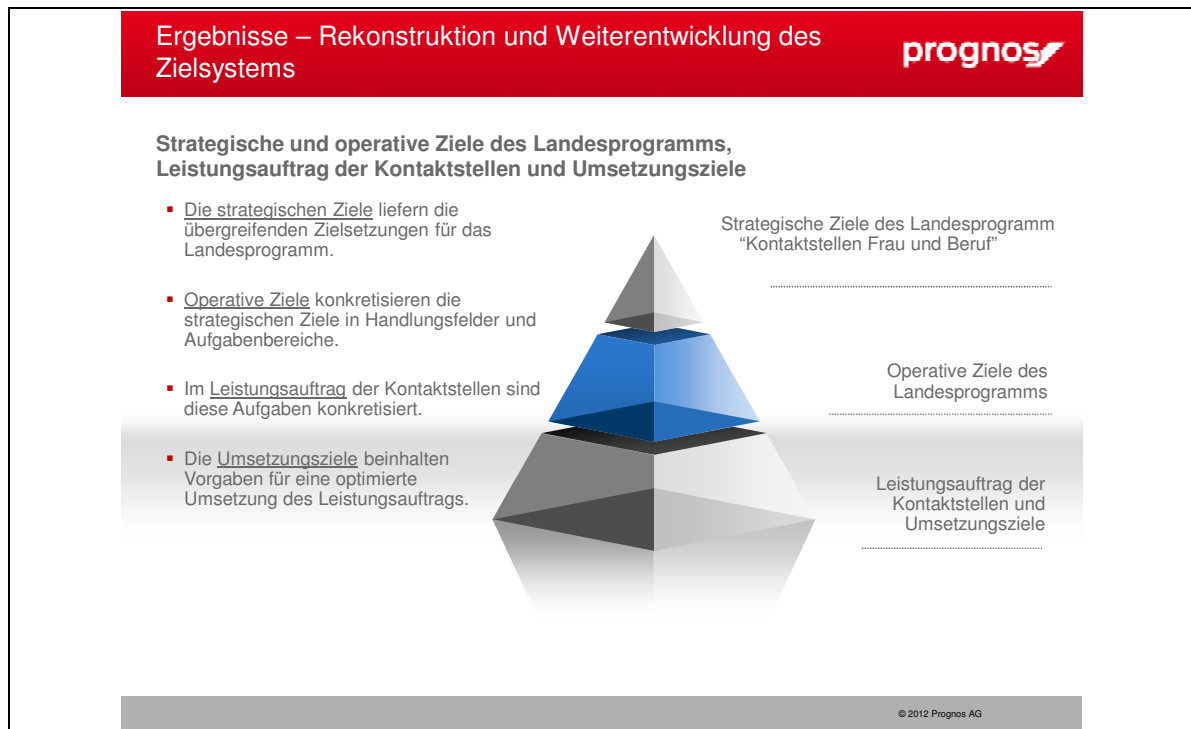 Ergebnisse – Rekonstruktion und Weiterentwicklung des
Zielsystems
prognos
Strategische und operative Ziele des Landesprogramms,
Leistungsauftrag der Kontaktstellen und Umsetzungsziele
▪ Die strategischen Ziele liefern die
übergreifenden Zielsetzungen für das
Landesprogramm.
▪ Operative Ziele konkretisieren die
strategischen Ziele in Handlungsfelder und
Aufgabenbereiche.
▪ Im Leistungsauftrag der Kontaktstellen sind
diese Aufgaben konkretisiert.
▪ Die Umsetzungsziele beinhalten
Vorgaben für eine optimierte
Umsetzung des Leistungsauftrags.
Strategische Ziele des Landesprogramm
“Kontaktstellen Frau und Beruf”
Operative Ziele des
Landesprogramms
Leistungsauftrag der
Kontaktstellen und
Umsetzungsziele
© 2012 Prognos AG